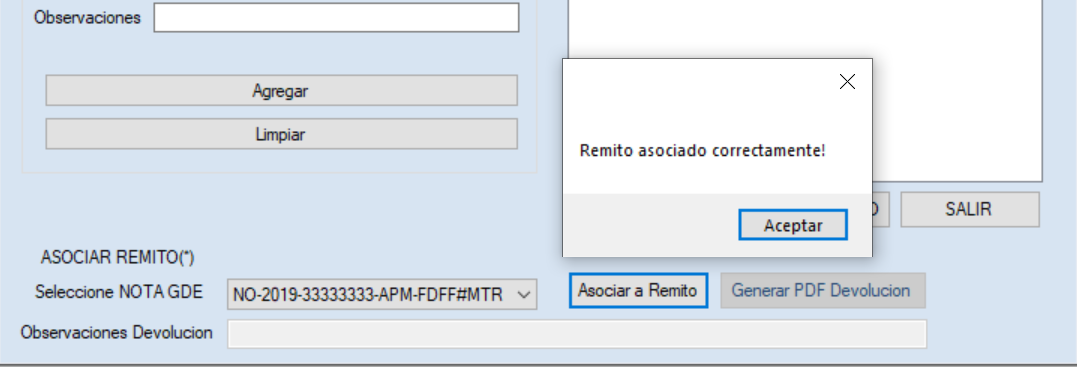 Observaciones
Agregar
Limpiar
Remito asociado correctamente!
Aceptar
SALIR
ASOCIAR REMITO(*)
Seleccione NOTA GDE NO-2019-33333333-APM-FDFF#MTR Asociar a Remito Generar PDF Devolucion
Observaciones Devolucion